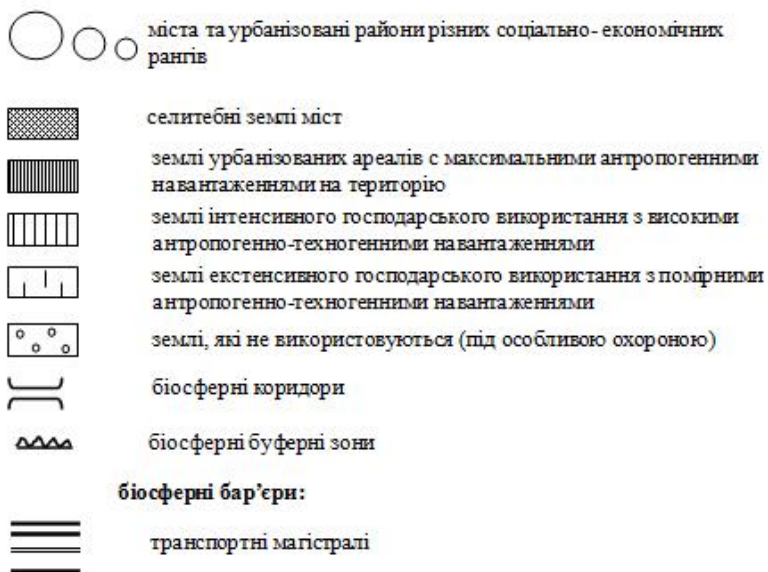 міста та урбанізовані райони різних соціально- економічних
рангів
селитебні землі міст
землі урбанізованих ареалів с максимальними антропогенними
навантаженнями на територію
землі інтенсивного господарського використання з високими
антропогенно-техногенними навантаженнями
землі екстенсивного господарського використання з помірними
антропогенно-техногенними навантаженнями
землі, які не використовуються (під особливою охороною)
біосферні коридори
біосферні буферні зони
біосферні бар’єри:
транспортні магістралі